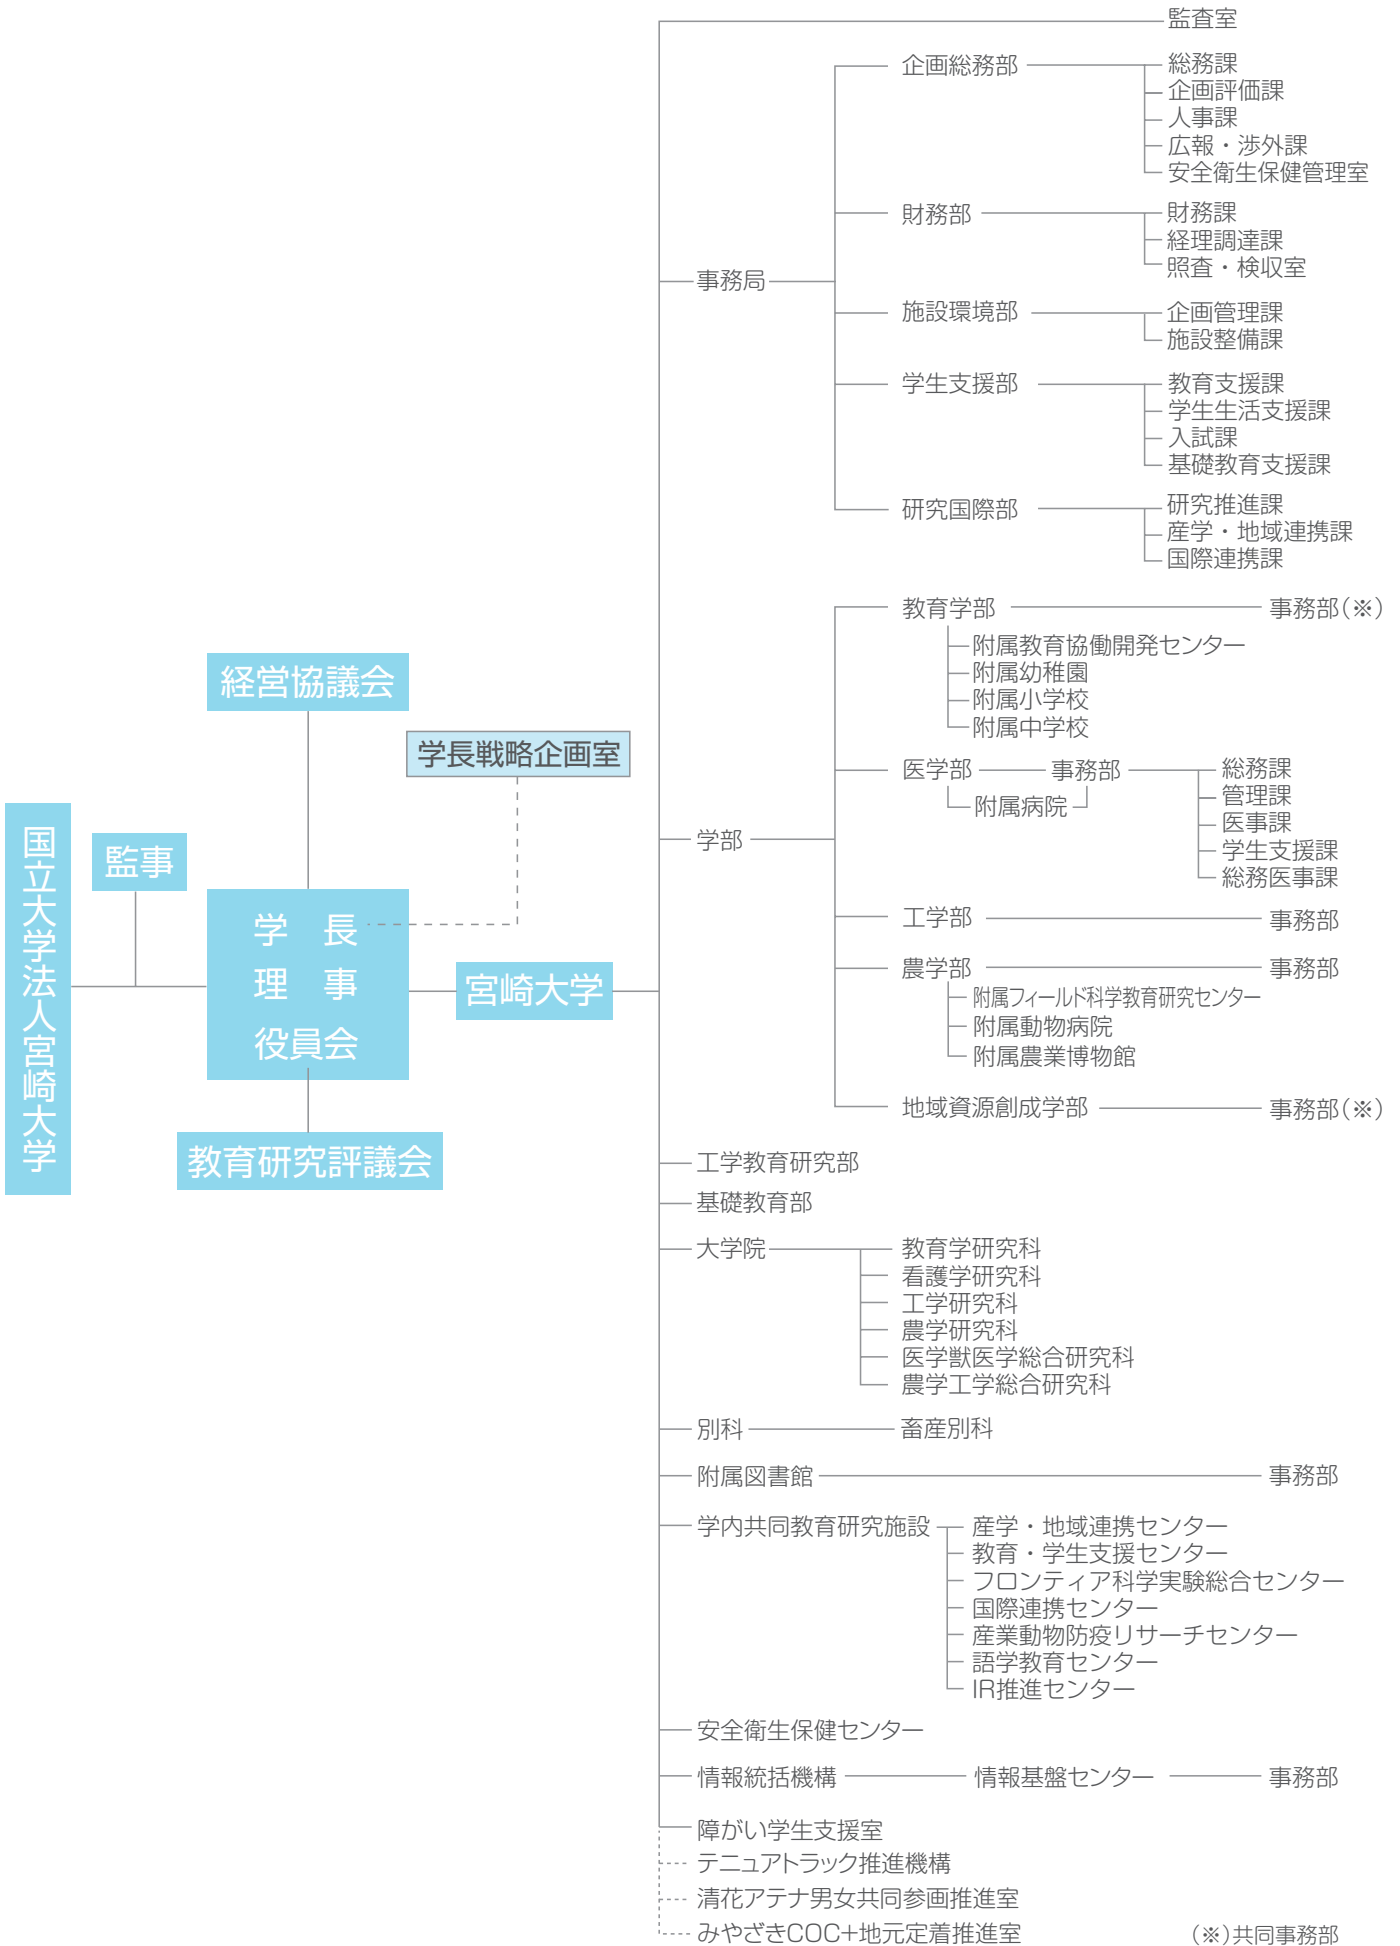 監査室
企画総務部
総務課
企画評価課
人事課
広報・渉外課
安全衛生保健管理室
財務部
財務課
経理調達課
照査・検収室
事務局
施設環境部
企画管理課
施設整備課
学生支援部
教育支援課
学生生活支援課
入試課
基礎教育支援課
研究国際部
研究推進課
産学・地域連携課
国際連携課
教育学部
事務部(※)
附属教育協働開発センター
附属幼稚園
附属小学校
附属中学校
経営協議会
学長戦略企画室
国立大学法人宮崎大学
監事
学 長
理 事
役員会
教育研究評議会
宮崎大学
学部
医学部
事務部
附属病院
総務課
管理課
医事課
学生支援課
総務医事課
工学部
事務部
農学部
事務部
附属フィールド科学教育研究センター
附属動物病院
附属農業博物館
地域資源創成学部
事務部(※)
工学教育研究部
基礎教育部
大学院
教育学研究科
看護学研究科
工学研究科
農学研究科
医学獣医学総合研究科
農学工学総合研究科
別科
畜産別科
附属図書館
事務部
学内共同教育研究施設
産学・地域連携センター
教育・学生支援センター
フロンティア科学実験総合センター
国際連携センター
産業動物防疫リサーチセンター
語学教育センター
IR推進センター
安全衛生保健センター
情報統括機構
情報基盤センター
事務部
障がい学生支援室
テニュアトラック推進機構
清花アテナ男女共同参画推進室
みやざきCOC+地元定着推進室
(※)共同事務部